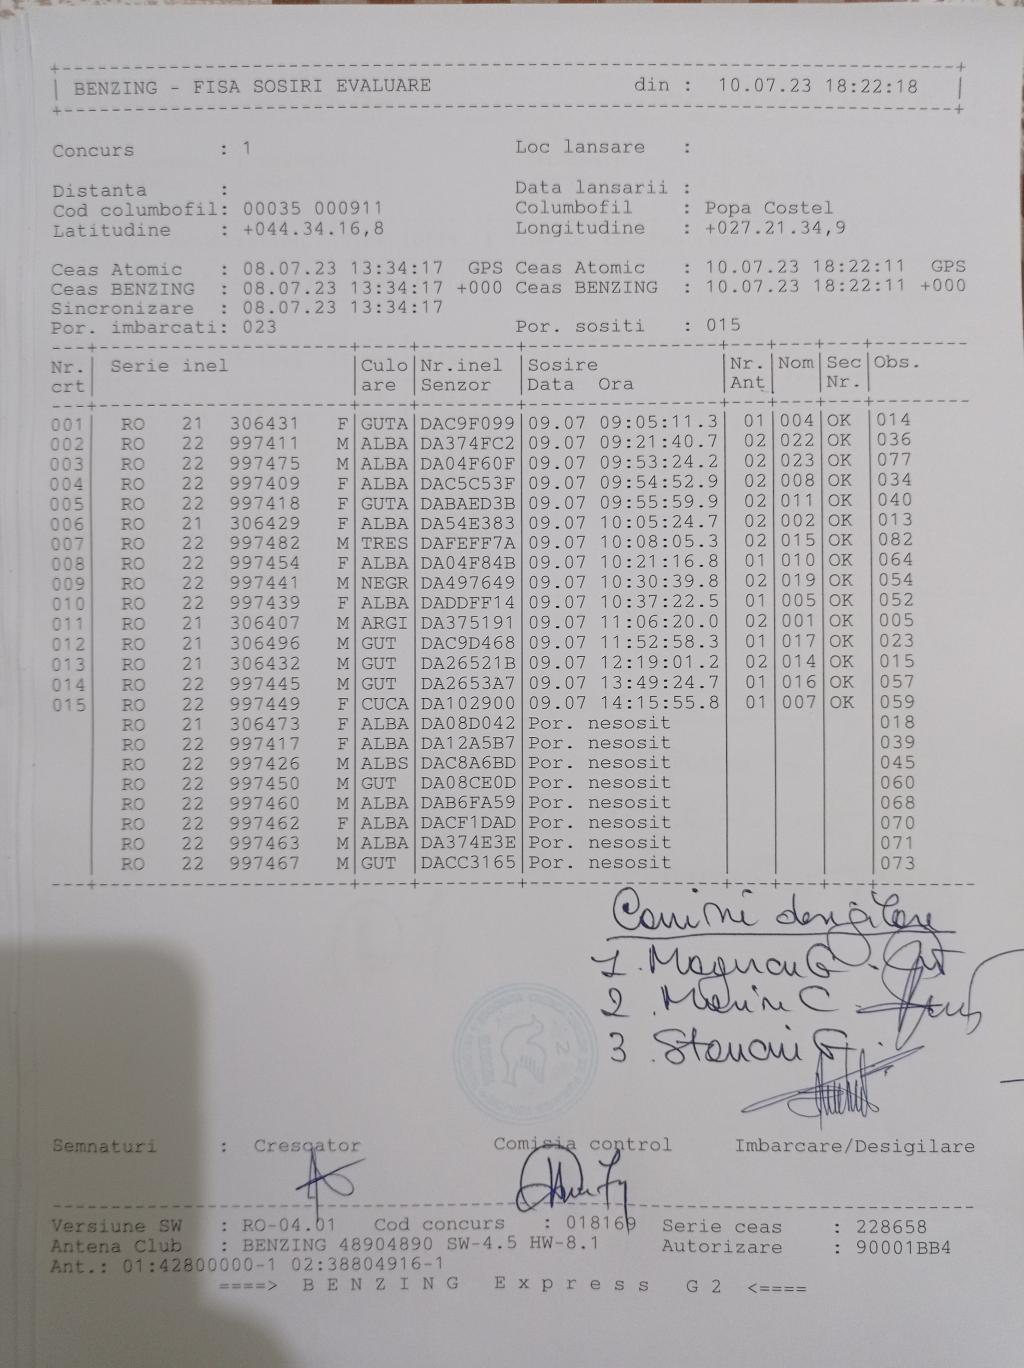 BENZING - FISA SOSIRI EVALUARE din : 10.07.23 18:22:18
Concurs : 1 Loc lansare :
Distanta : Data lansarii :
Cod columbofil: 00035 000911 Columbofil : Popa Costel
Latitudine : +044.34.16,8 Longitudine : +027.21.34,9
Ceas Atomic : 08.07.23 13:34:17 GPS Ceas Atomic : 10.07.23 18:22:11 GPS
Ceas BENZING : 08.07.23 13:34:17 +000 Ceas BENZING : 10.07.23 18:22:11 +000
Sincronizare : 08.07.23 13:34:17
Por. imbarcati: 023 Por. sositi : 015
Nr. Serie inel Culo Nr.inel Sosire Nr. Nom Sec Obs.
crt are Senzor Data Ora Ant Nr.
001 RO 21 306431 F GUTA DAC9F099 09.07 09:05:11.3 01 004 OK 014
002 RO 22 997411 M ALBA DA374FC2 09.07 09:21:40.7 02 022 OK 036
003 RO 22 997475 M ALBA DA04F60F 09.07 09:53:24.2 02 023 OK 077
004 RO 22 997409 F ALBA DAC5C53F 09.07 09:54:52.9 02 008 OK 034
005 RO 22 997418 F GUTA DABAED3B 09.07 09:55:59.9 02 011 OK 040
006 RO 21 306429 F ALBA DA54E383 09.07 10:05:24.7 02 002 OK 013
007 RO 22 997482 M TRES DAFEFF7A 09.07 10:08:05.3 02 015 OK 082
008 RO 22 997454 F ALBA DA04F84B 09.07 10:21:16.8 01 010 OK 064
009 RO 22 997441 M NEGR DA497649 09.07 10:30:39.8 02 019 OK 054
010 RO 22 997439 F ALBA DADDFF14 09.07 10:37:22.5 01 005 OK 052
011 RO 21 306407 M ARGI DA375191 09.07 11:06:20.0 02 001 OK 005
012 RO 21 306496 M GUT DAC9D468 09.07 11:52:58.3 01 017 OK 023
013 RO 21 306432 M GUT DA26521B 09.07 12:19:01.2 02 014 OK 015
014 RO 22 997445 M GUT DA2653A7 09.07 13:49:24.7 01 016 OK 057
015 RO 22 997449 F CUCA DA102900 09.07 14:15:55.8 01 007 OK 059
RO 21 306473 F ALBA DA08D042 Por. nesosit 018
RO 22 997417 F ALBA DA12A5B7 Por. nesosit 039
RO 22 997426 M ALBS DAC8A6BD Por. nesosit 045
RO 22 997450 M GUT DA08CE0D Por. nesosit 060
RO 22 997460 M ALBA DAB6FA59 Por. nesosit 068
RO 22 997462 F ALBA DACF1DAD Por. nesosit 070
RO 22 997463 M ALBA DA374E3E Por. nesosit 071
RO 22 997467 M GUT DACC3165 Por. nesosit 073
1.
2. Marin C
3.
Semnaturi : Crescator Comisia control Imbarcare/Desigilare
Versiune SW : RO-04.01 Cod concurs : 018169 Serie ceas : 228658
Antena Club : BENZING 48904890 SW-4.5 HW-8.1 Autorizare : 90001BB4
Ant.: 01:42800000-1 02:38804916-1
====> B E N Z I N G E x p r e s s G 2 <====